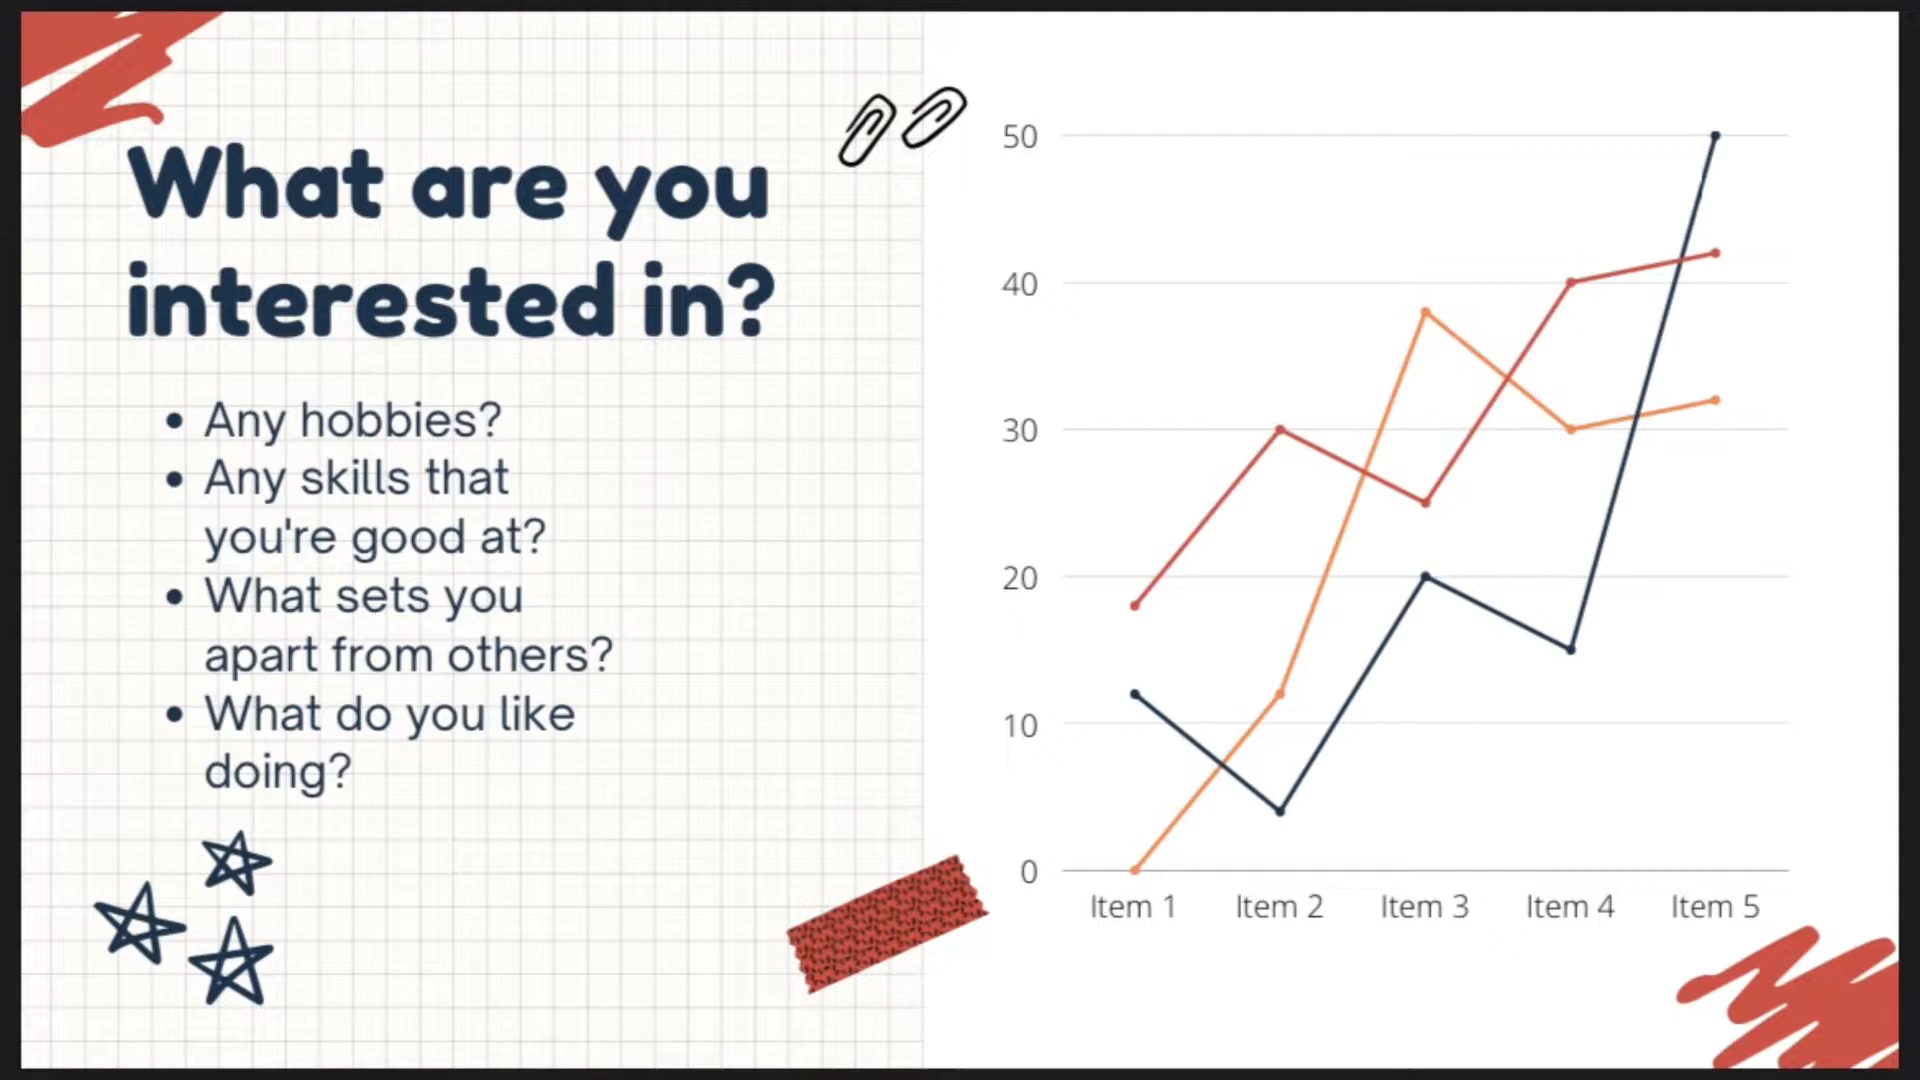 What are you
interested in?
Any hobbies?
Any skills that
you're good at?
What sets you
apart from others?
What do you like
doing?
50
40
30
20
10
0
Item 1 Item 2 Item 3 Item 4 Item 5